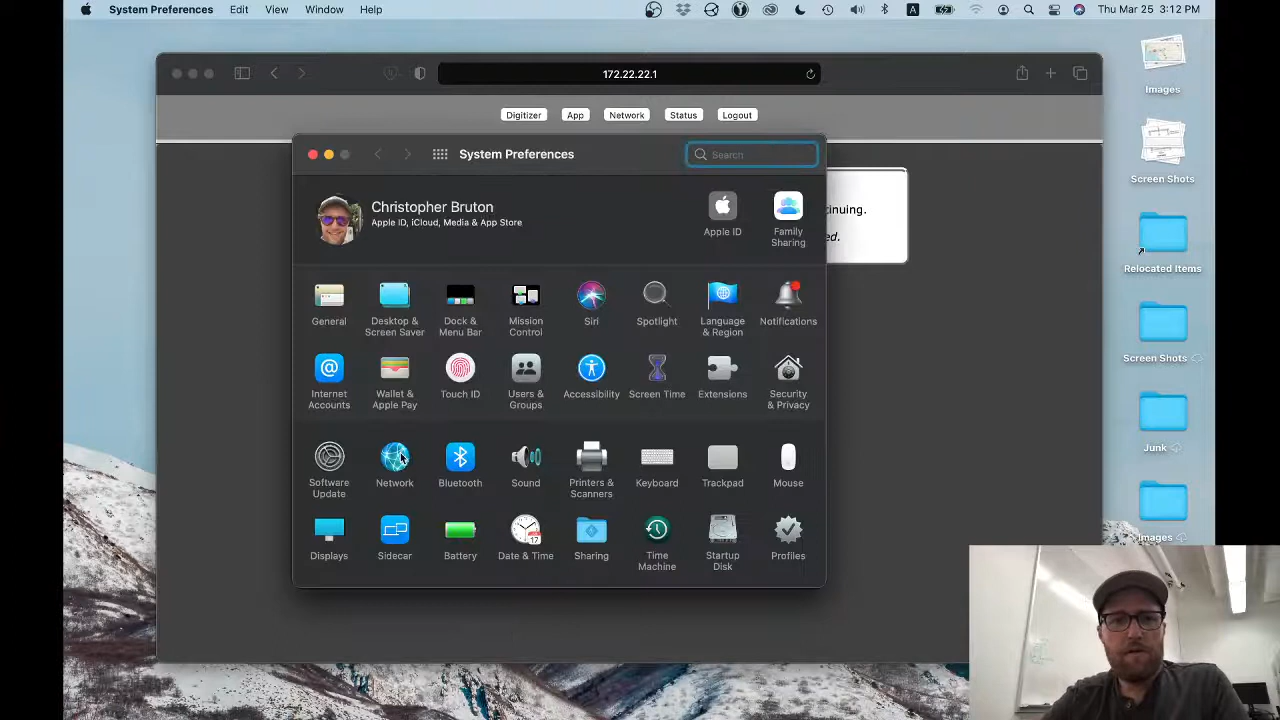 System Preferences Edit View Window Help
A
Thu Mar 25 3:12 PM
172.22.22.1
Digitizer App Network Status Logout
System Preferences
Search
Christopher Bruton
Apple ID, iCloud, Media & App Store
Apple ID
Family
Sharing
tinuing.
ed.
General
Desktop &
Screen Saver
Dock &
Menu Bar
Mission
Control
Siri
Spotlight
Language
& Region
Notifications
Internet
Accounts
Wallet &
Apple Pay
Touch ID
Users &
Groups
Accessibility
Screen Time
Extensions
Security
& Privacy
Software
Update
Network
Bluetooth
Sound
Printers &
Scanners
Keyboard
Trackpad
Mouse
Displays
Sidecar
Battery
17
Date & Time
Sharing
Time
Machine
Startup
Disk
Profiles
Images
Screen Shots
Relocated Items
Screen Shots
Junk
Images